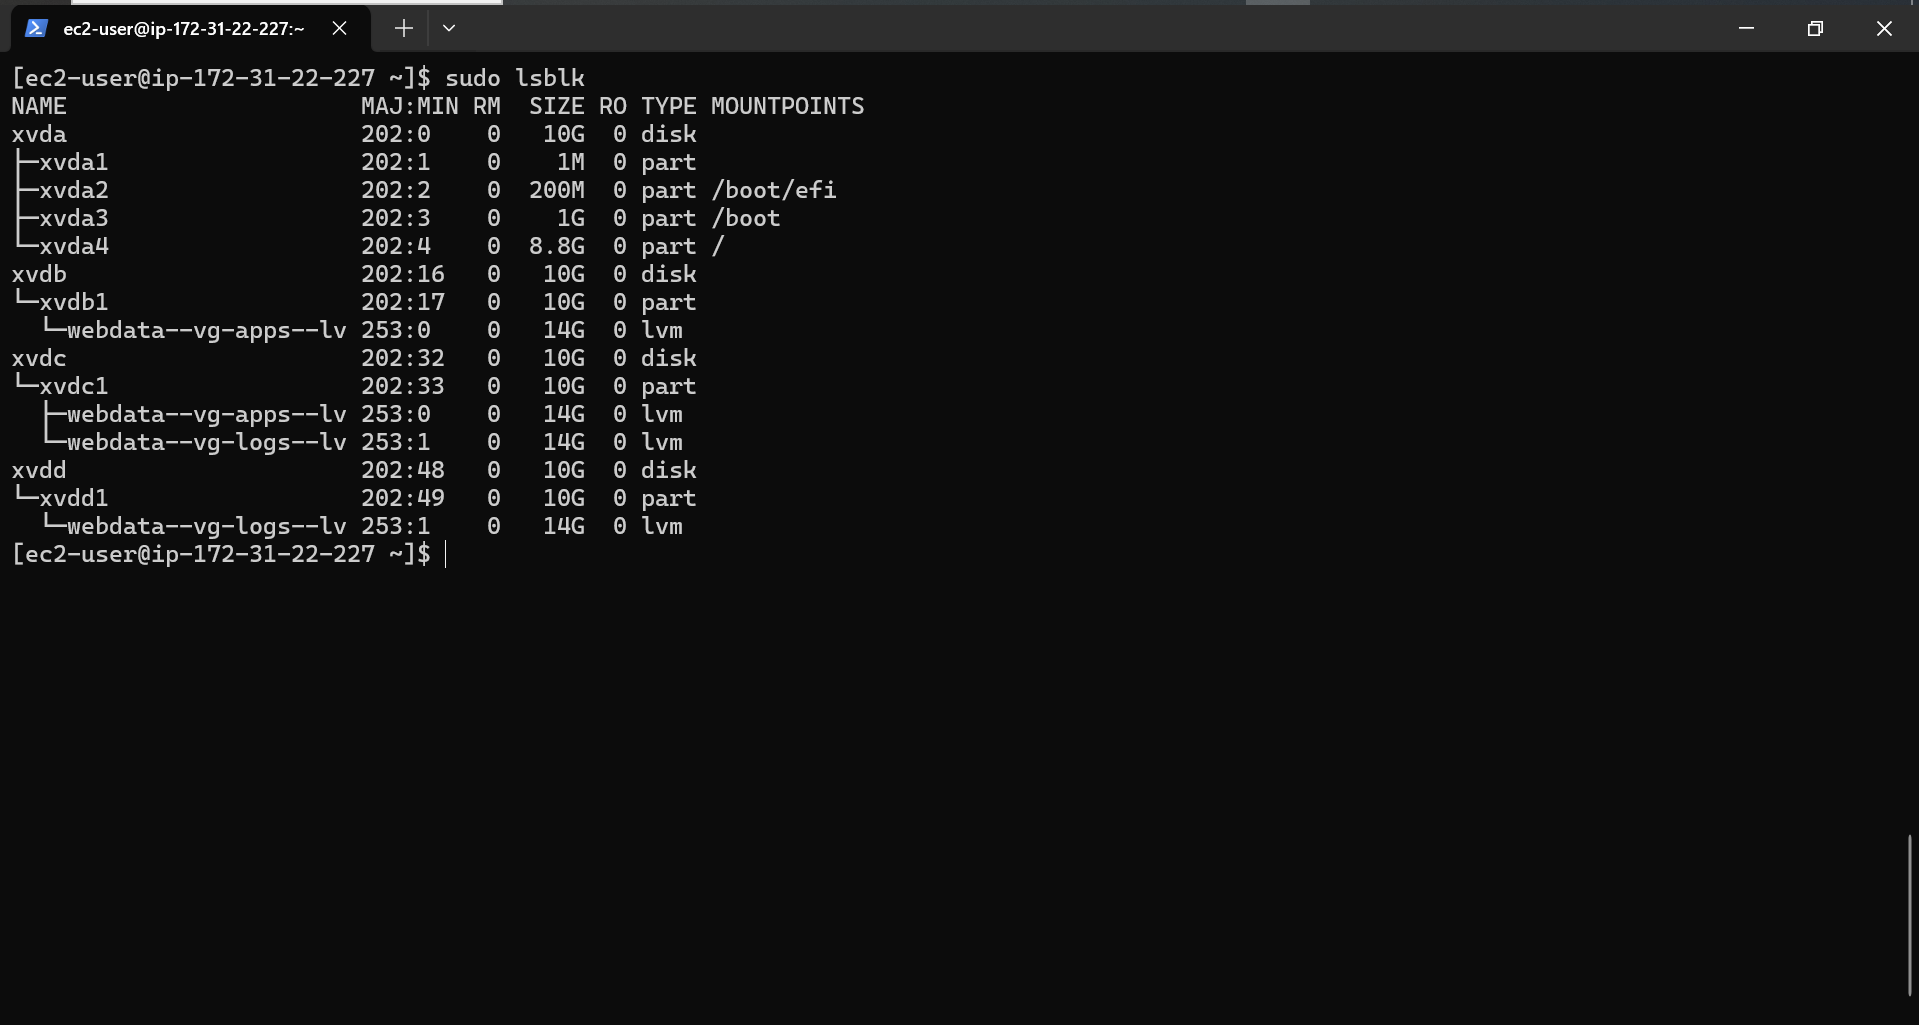 ec2-user@ip-172-31-22-227:~
[ec2-user@ip-172-31-22-227 ~]$ sudo lsblk
NAME                     MAJ:MIN RM  SIZE RO TYPE MOUNTPOINTS
xvda                     202:0    0   10G  0 disk
├─xvda1                  202:1    0    1M  0 part
├─xvda2                  202:2    0  200M  0 part /boot/efi
├─xvda3                  202:3    0    1G  0 part /boot
└─xvda4                  202:4    0  8.8G  0 part /
xvdb                     202:16   0   10G  0 disk
└─xvdb1                  202:17   0   10G  0 part
  └─webdata--vg-apps--lv 253:0    0   14G  0 lvm
xvdc                     202:32   0   10G  0 disk
└─xvdc1                  202:33   0   10G  0 part
  ├─webdata--vg-apps--lv 253:0    0   14G  0 lvm
  └─webdata--vg-logs--lv 253:1    0   14G  0 lvm
xvdd                     202:48   0   10G  0 disk
└─xvdd1                  202:49   0   10G  0 part
  └─webdata--vg-logs--lv 253:1    0   14G  0 lvm
[ec2-user@ip-172-31-22-227 ~]$